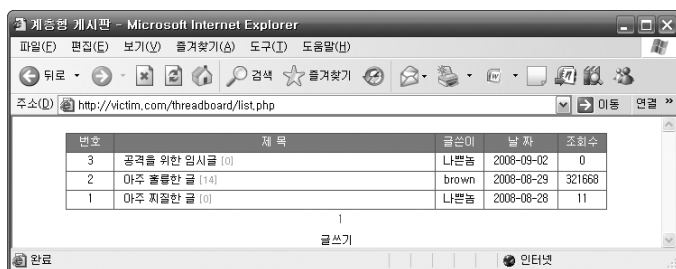 계층형 게시판 - Microsoft Internet Explorer
파일(F) 편집(E) 보기(V) 즐겨찾기(A) 도구(T) 도움말(H)
뒤로 검색 즐겨찾기
주소(D) http://victim.com/threadboard/list.php 이동 연결 »
번호 제 목 글쓴이 날 짜 조회수
3 공격을 위한 임시글 [0] 나쁜놈 2008-09-02 0
2 아주 훌륭한 글 [14] brown 2008-08-29 321668
1 아주 찌질한 글 [0] 나쁜놈 2008-08-28 11
1
글쓰기
완료 인터넷